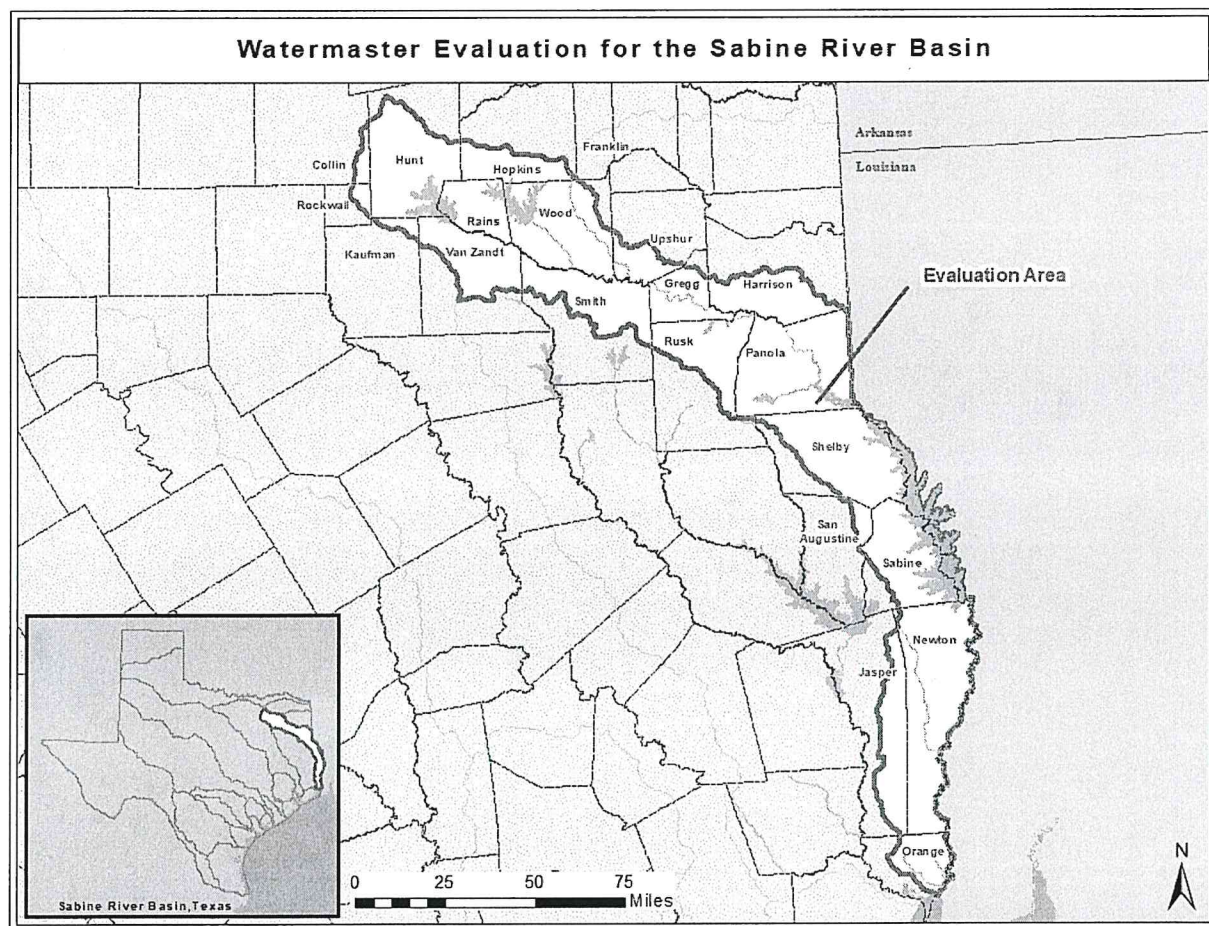 Watermaster Evaluation for the Sabine River Basin
Arkansas
Louisiana
Franklin
Collin
Hunt
Hopkins
Rockwall
Rains
Wood
Upshur
Kaufman
Van Zandt
Evaluation Area
Gregg
Harrison
Smith
Rusk
Panola
Shelby
San
Augustine
Sabine
Newton
Jasper
Orange
N
0 25 50 75
Miles
Sabine River Basin,Texas